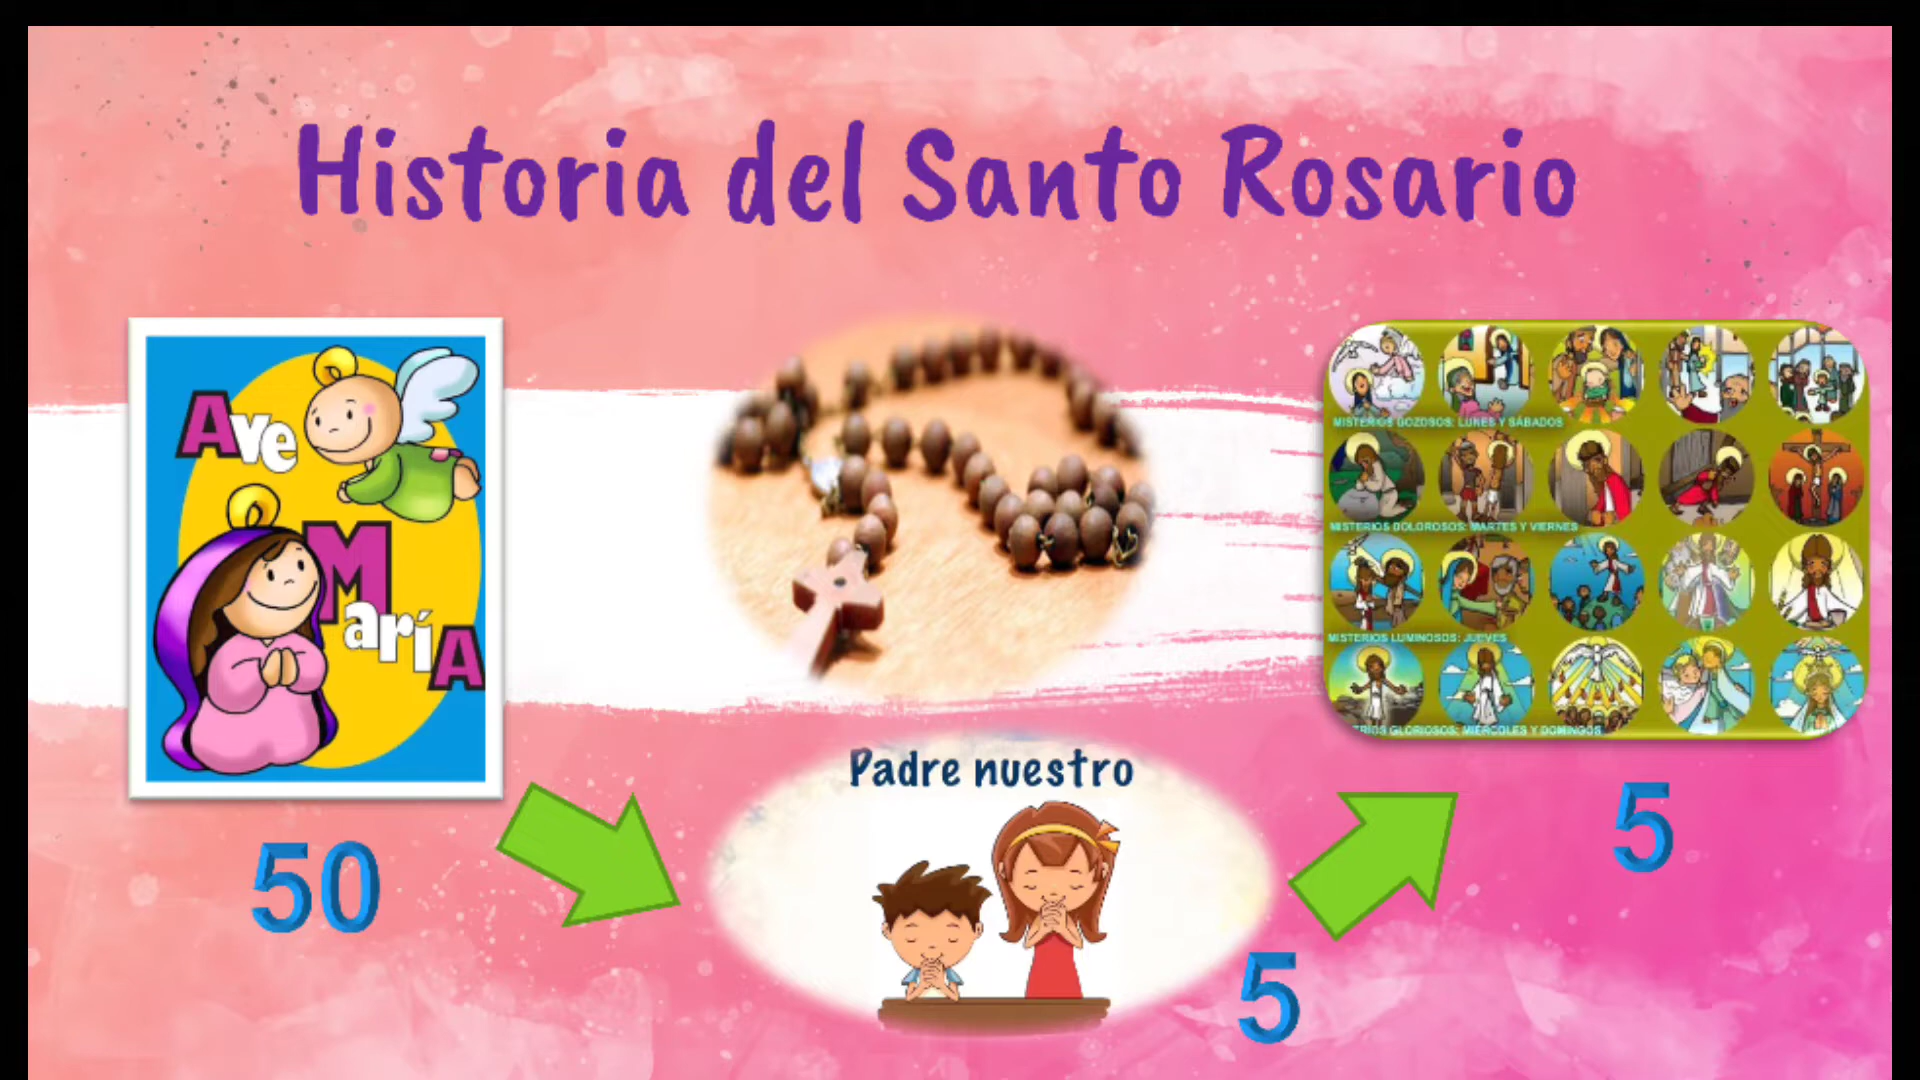 Historia del Santo Rosario
Ave
María
50
Padre nuestro
5
MISTERIOS GOZOSOS: LUNES Y SÁBADOS
MISTERIOS DOLOROSOS: MARTES Y VIERNES
MISTERIOS LUMINOSOS: JUEVES
GLORIOSOS: MIÉRCOLES Y DOMINGOS
5